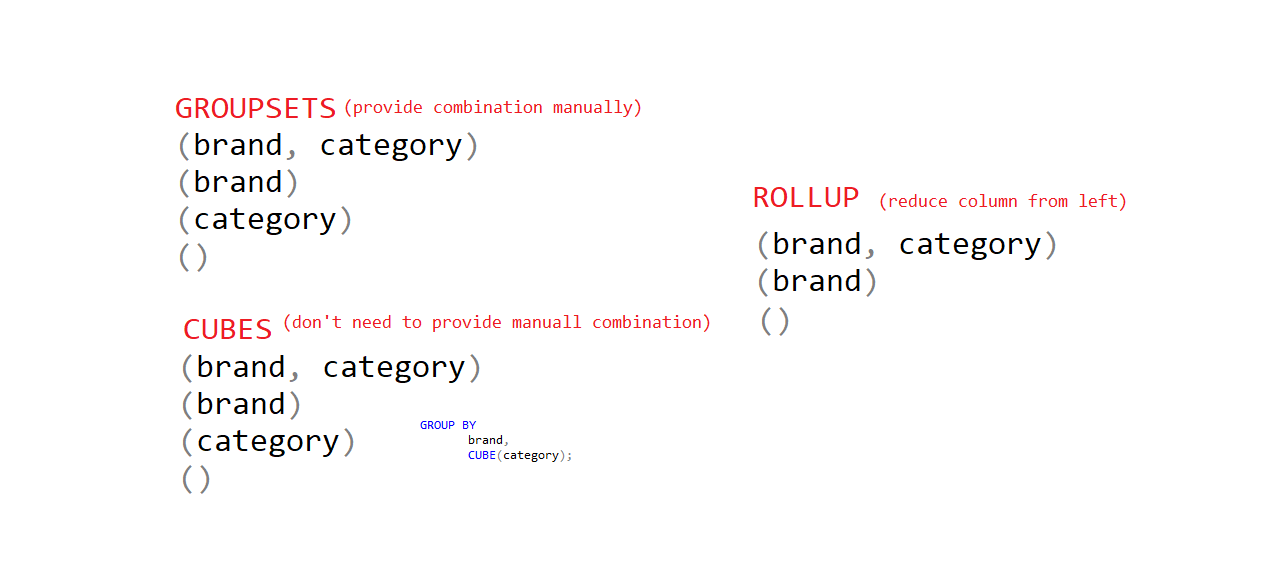 GROUPSETS (provide combination manually)
(brand, category)
(brand)
(category)
()
CUBES (don't need to provide manuall combination)
(brand, category)
(brand)
(category)
()
GROUP BY
brand,
CUBE(category);
ROLLUP (reduce column from left)
(brand, category)
(brand)
()